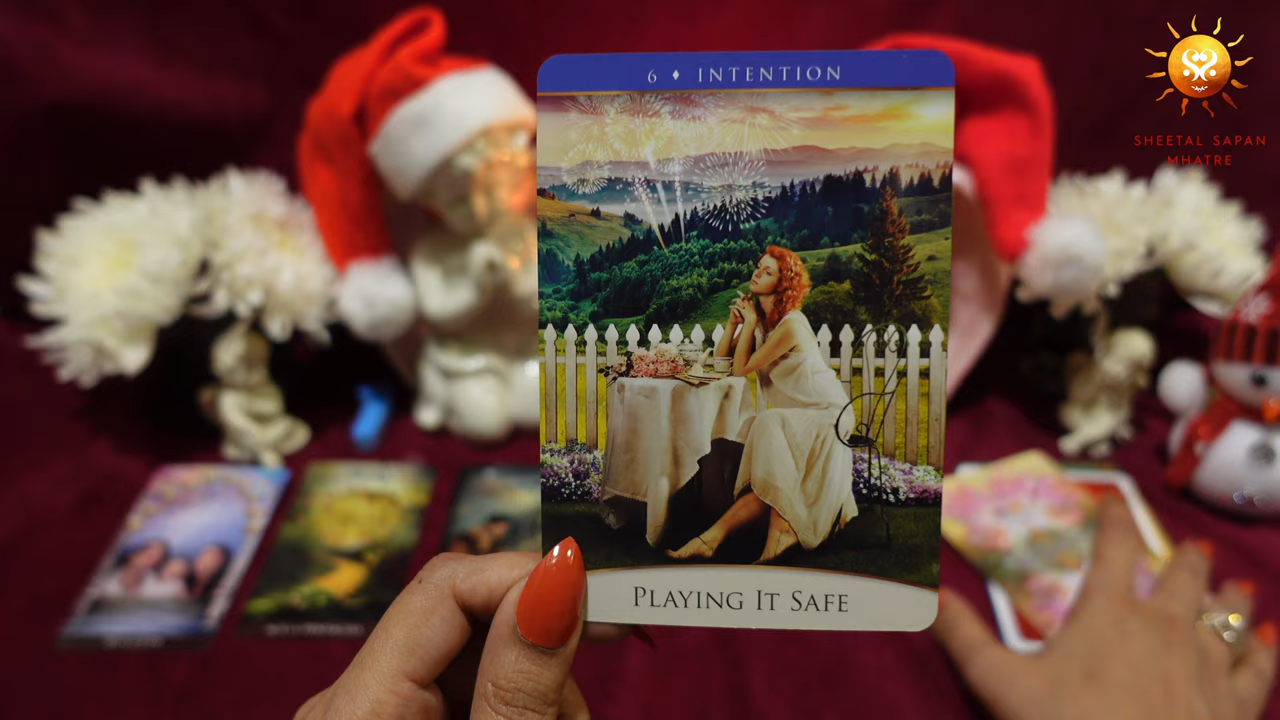 6 ♦ INTENTION
SHEETAL SAPAN
MHATRE
PLAYING IT SAFE